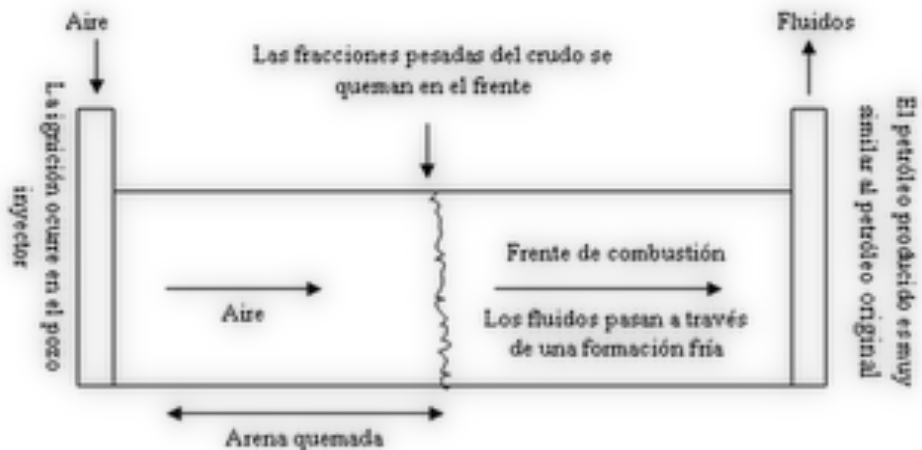 Aire
Fluidos
Las fracciones pesadas del crudo se
queman en el frente
La ignición ocurre en el pozo
inyector
Frente de combustión
Aire
Los fluidos pasan a través
de una formación fría
Arena quemada
El petróleo producido es muy
similar al petróleo original